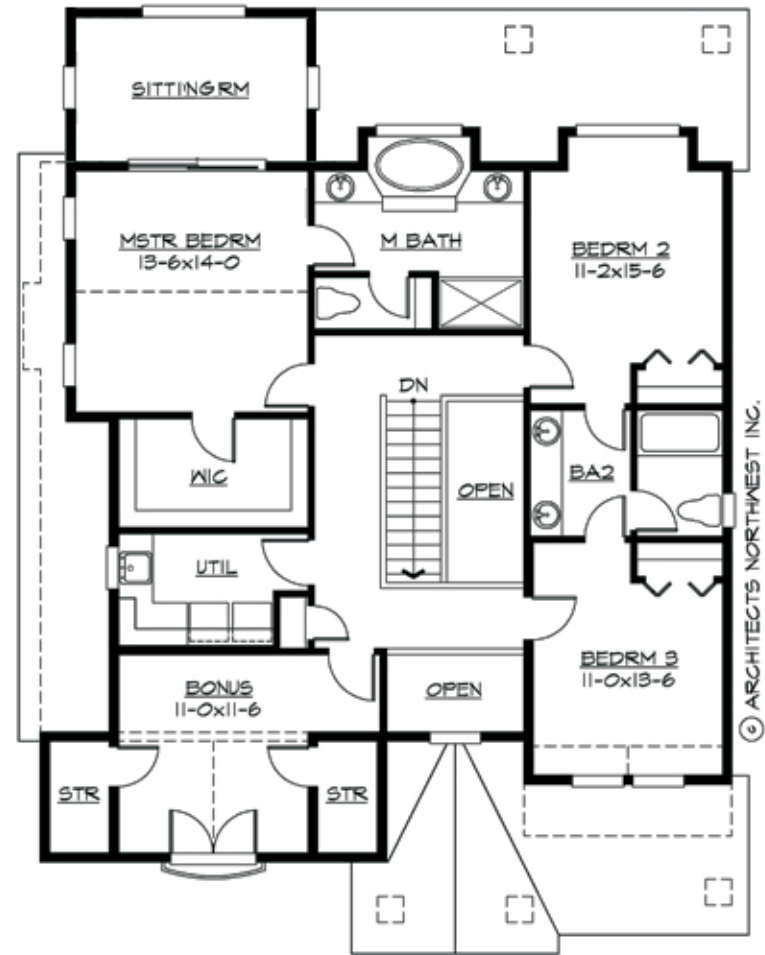 SITTING RM
MSTR BEDRM
13-6x14-0
M BATH
BEDRM 2
11-2x15-6
DN
WIC
OPEN
BA2
UTIL
BEDRM 3
11-0x13-6
BONUS
11-0x11-6
OPEN
STR
STR
© ARCHITECTS NORTHWEST INC.